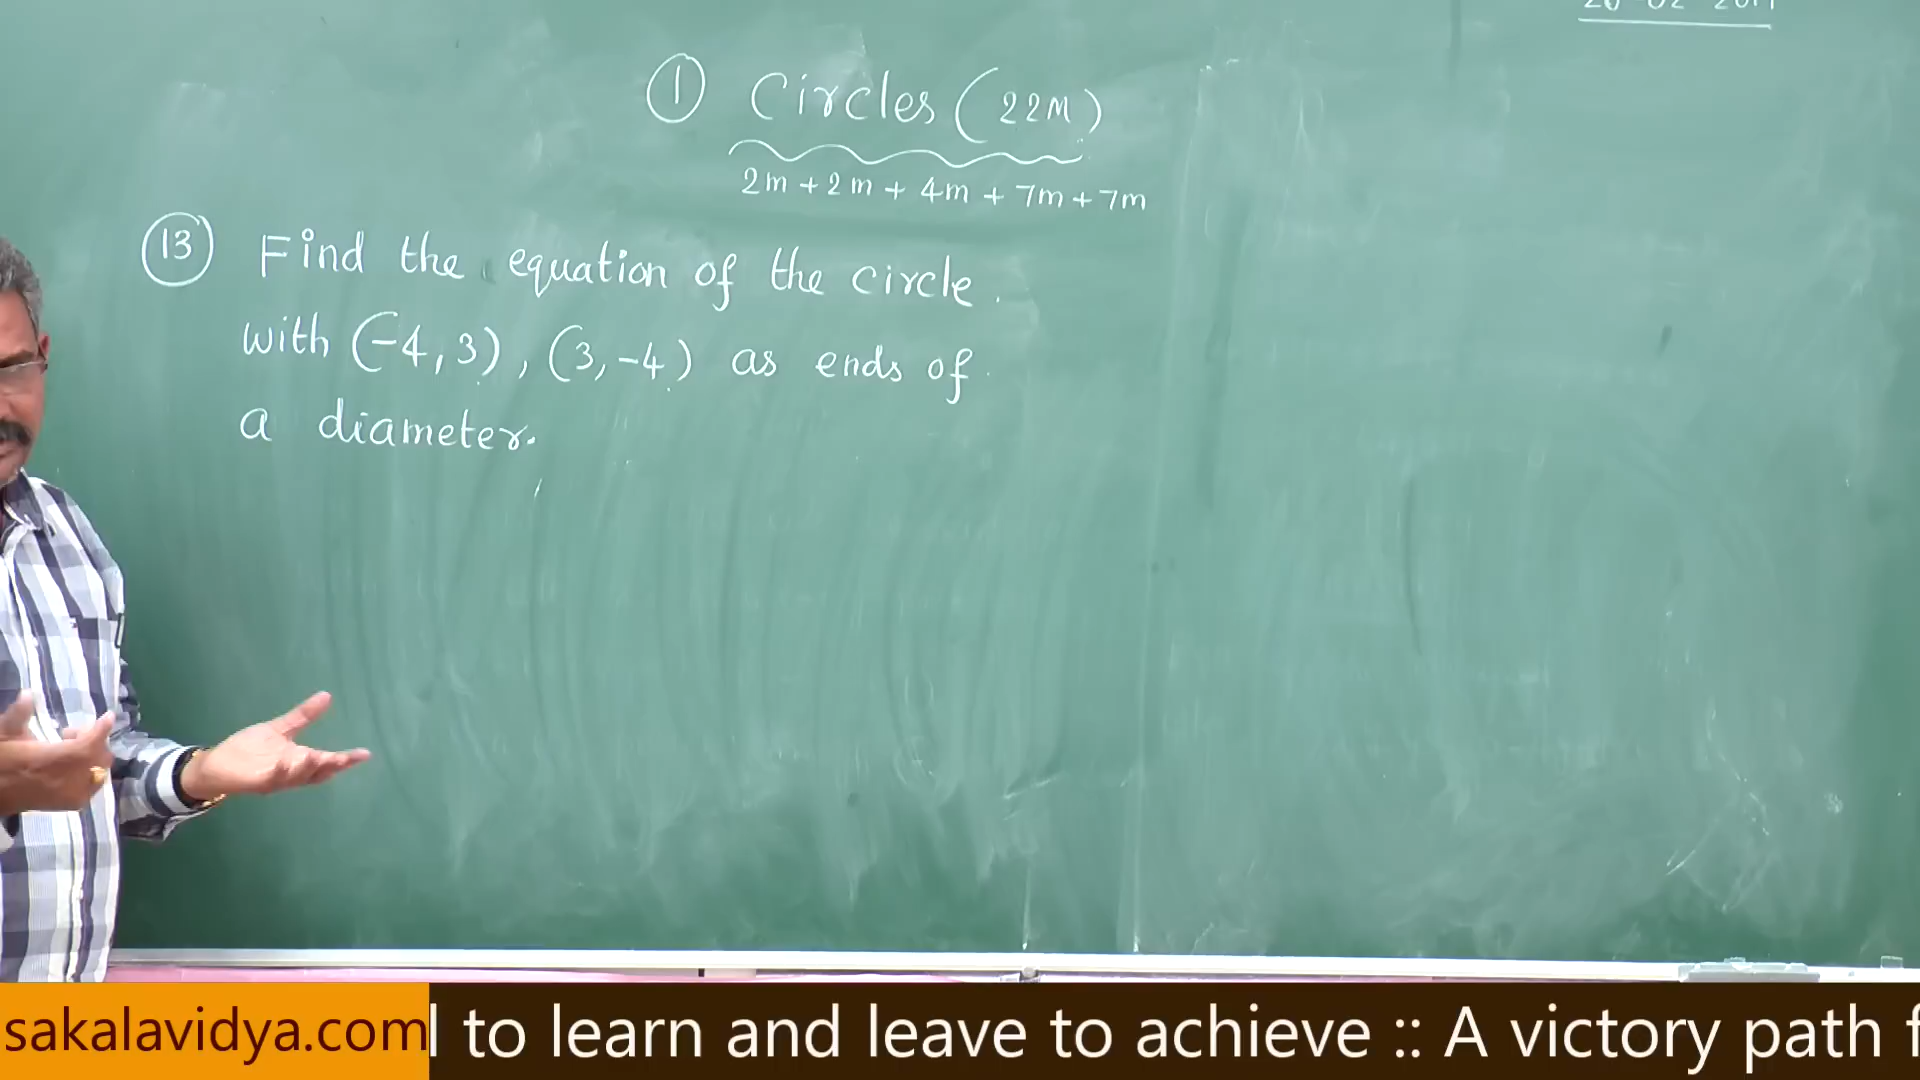 ① Circles (22M)
2m + 2m + 4m + 7m + 7m
⑬ Find the equation of the circle
with (-4, 3), (3, -4) as ends of
a diameter.
sakalavidya.com
to learn and leave to achieve :: A victory path